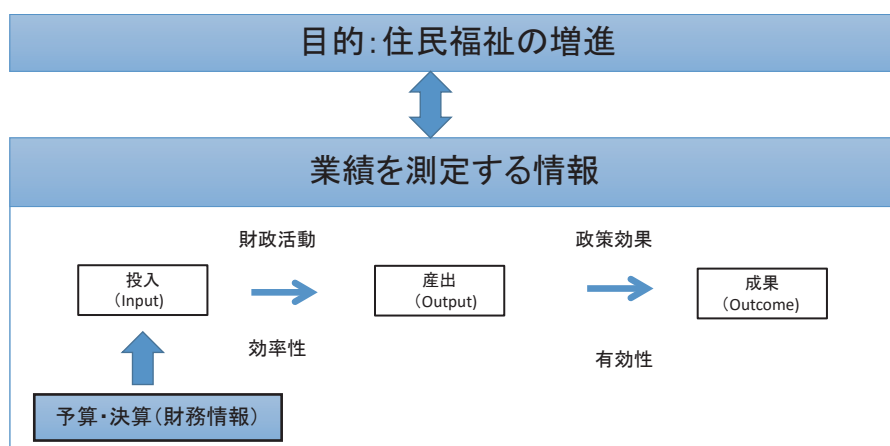 目的:住民福祉の増進
業績を測定する情報
財政活動
政策効果
投入
(Input)
産出
(Output)
成果
(Outcome)
効率性
有効性
予算・決算(財務情報)